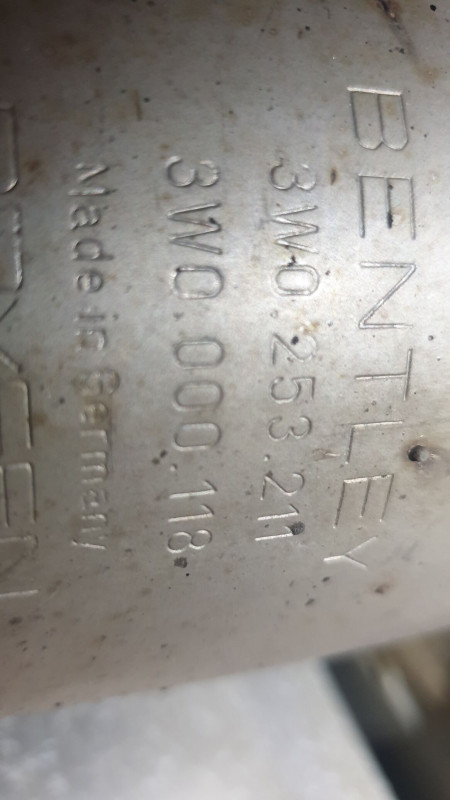 BENTLEY
3W0.253.211
3W0.000.118
Made in Germany